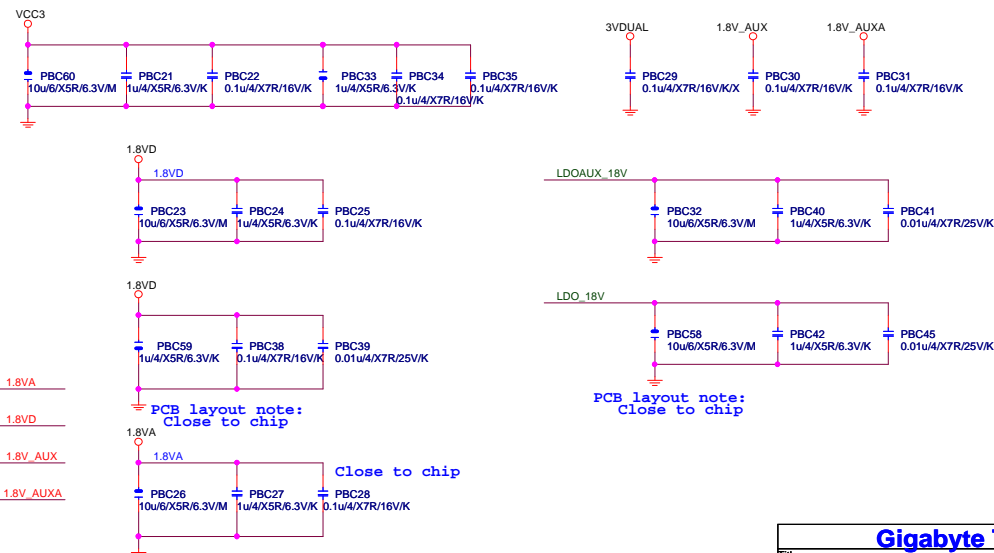 VCC3
PBC60
10u/6/X5R/6.3V/M
PBC21
1u/4/X5R/6.3V/K
PBC22
0.1u/4/X7R/16V/K
PBC33
1u/4/X5R/6.3V/K
PBC34
0.1u/4/X7R/16V/K
PBC35
0.1u/4/X7R/16V/K
3VDUAL
PBC29
0.1u/4/X7R/16V/K/X
1.8V_AUX
PBC30
0.1u/4/X7R/16V/K
1.8V_AUXA
PBC31
0.1u/4/X7R/16V/K
1.8VD
1.8VD
PBC23
10u/6/X5R/6.3V/M
PBC24
1u/4/X5R/6.3V/K
PBC25
0.1u/4/X7R/16V/K
LDOAUX_18V
PBC32
10u/6/X5R/6.3V/M
PBC40
1u/4/X5R/6.3V/K
PBC41
0.01u/4/X7R/25V/K
1.8VD
PBC59
1u/4/X5R/6.3V/K
PBC38
0.1u/4/X7R/16V/K
PBC39
0.01u/4/X7R/25V/K
PCB layout note:
Close to chip
LDO_18V
PBC58
10u/6/X5R/6.3V/M
PBC42
1u/4/X5R/6.3V/K
PBC45
0.01u/4/X7R/25V/K
PCB layout note:
Close to chip
1.8VA
1.8VD
1.8V_AUX
1.8V_AUXA
1.8VA
1.8VA
Close to chip
PBC26
10u/6/X5R/6.3V/M
PBC27
1u/4/X5R/6.3V/K
PBC28
0.1u/4/X7R/16V/K
Gigabyte